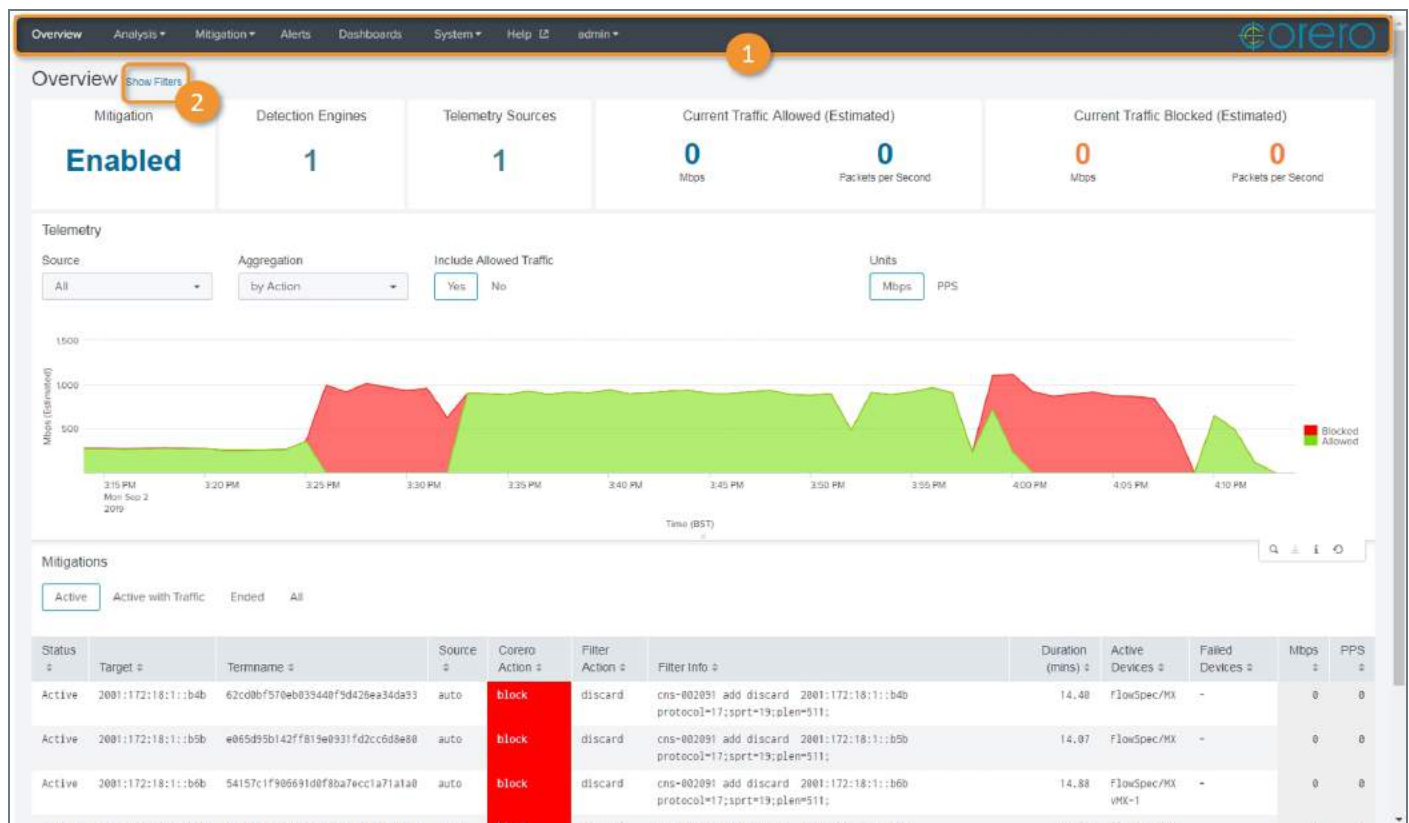 Overview Analysis Mitigation Alerts Dashboards System Help admin
corero
1
Overview Show Filters
2
Mitigation Detection Engines Telemetry Sources Current Traffic Allowed (Estimated) Current Traffic Blocked (Estimated)
Enabled 1 1 0 0 0 0
Mbps Packets per Second Mbps Packets per Second
Telemetry
Source Aggregation Include Allowed Traffic Units
All by Action Yes No Mbps PPS
1,500
1,000
500
Mbps (Estimated)
Blocked
Allowed
3:15 PM 3:20 PM 3:25 PM 3:30 PM 3:35 PM 3:40 PM 3:45 PM 3:50 PM 3:55 PM 4:00 PM 4:05 PM 4:10 PM
Mon Sep 2
2019
Time (BST)
Mitigations
Active Active with Traffic Ended All
Status Target Termname Source Corero Action Filter Action Filter Info Duration (mins) Active Devices Failed Devices Mbps PPS
Active 2001:172:18:1::b4b 62cd0bf570eb039440f9d426ea34da93 auto block discard cns-002091 add discard 2001:172:18:1::b4b 14.40 FlowSpec/MX - 0 0
protocol=17;sprt=19;plen=511;
Active 2001:172:18:1::b5b e065d95b142ff819e0931fd2cc6d8e80 auto block discard cns-002091 add discard 2001:172:18:1::b5b 14.07 FlowSpec/MX - 0 0
protocol=17;sprt=19;plen=511;
Active 2001:172:18:1::b6b 54157c1f906691d0f8ba7ecc1a71a1a0 auto block discard cns-002091 add discard 2001:172:18:1::b6b 14.88 FlowSpec/MX - 0 0
protocol=17;sprt=19;plen=511; vMX-1